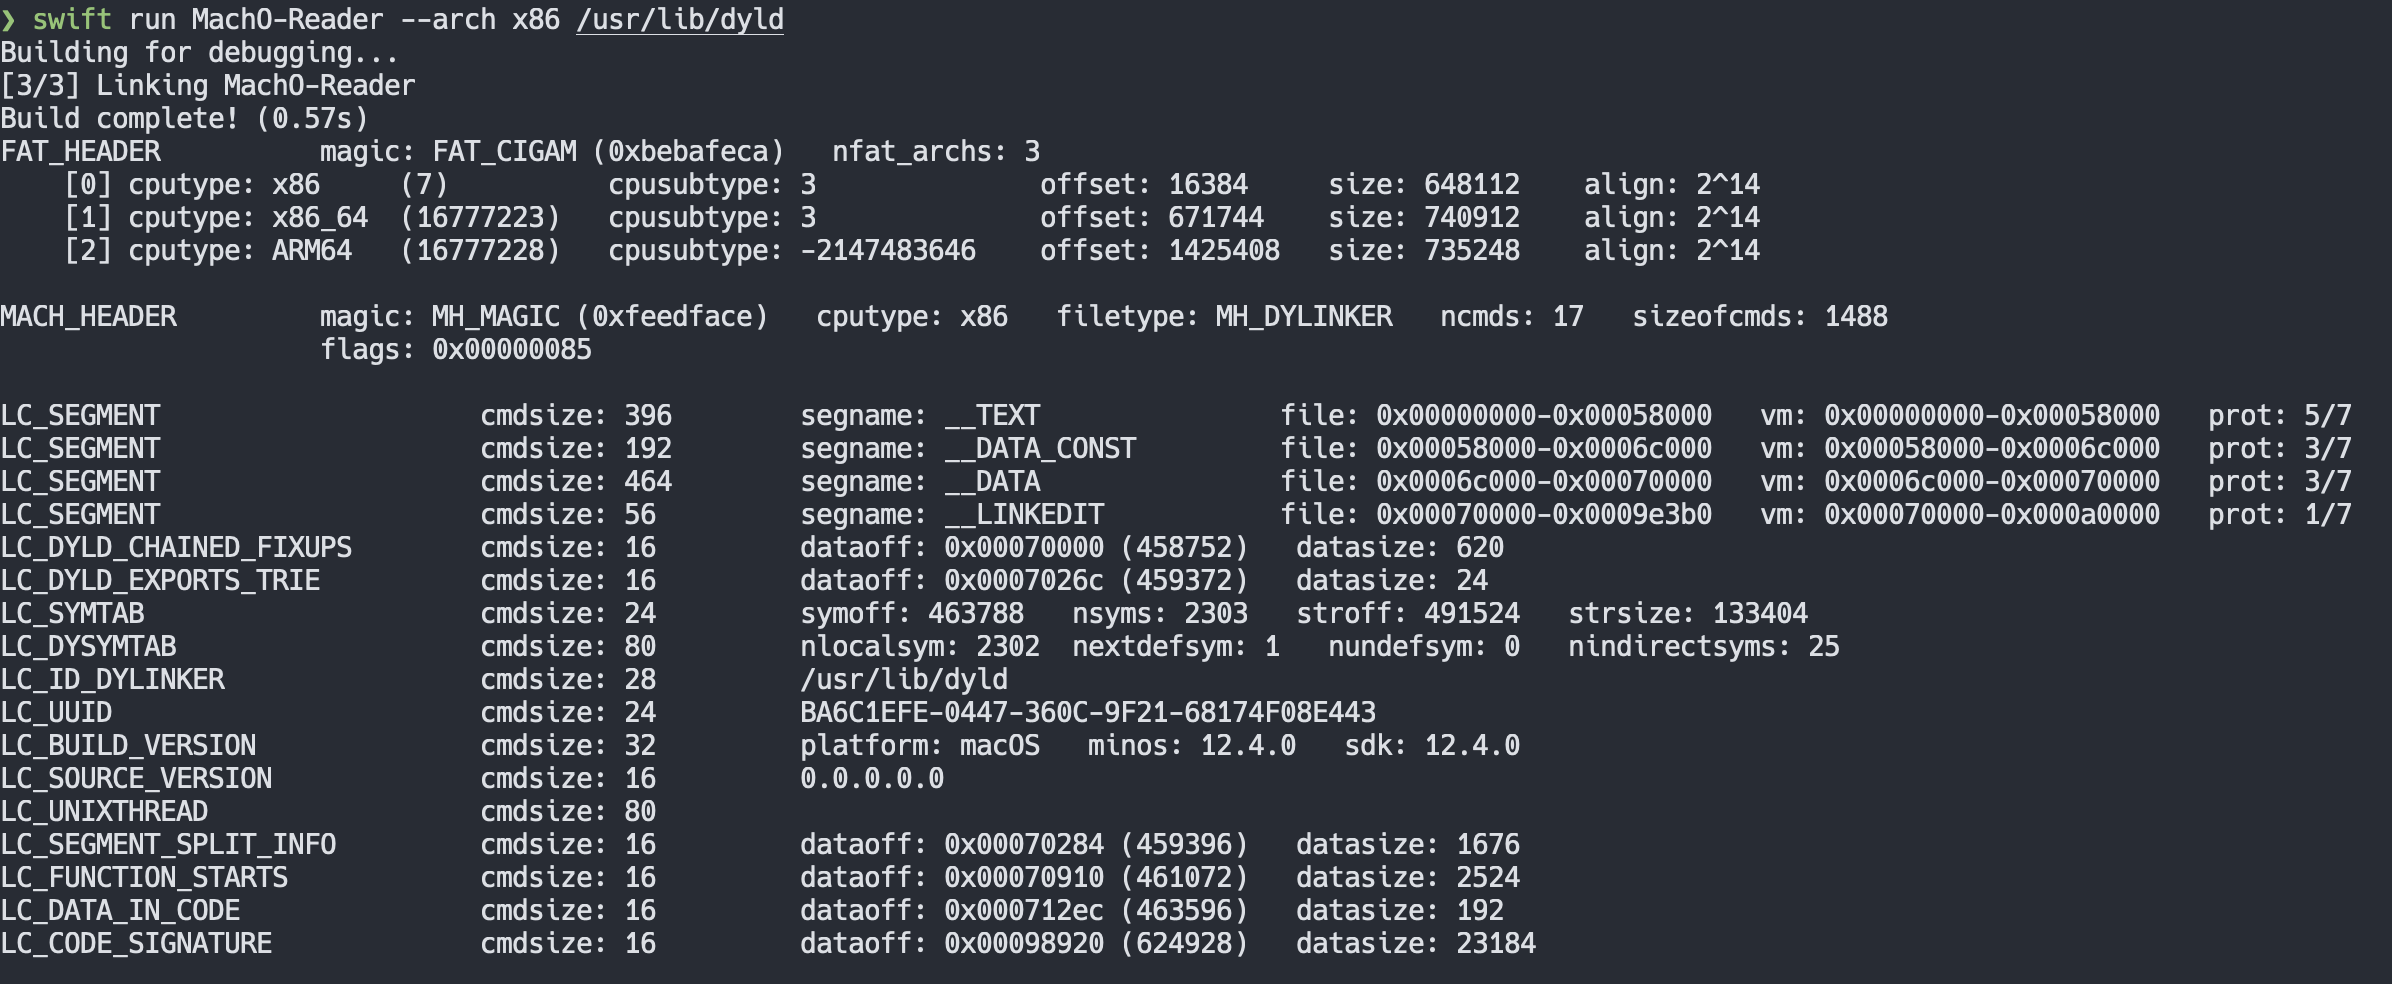 ❯ swift run MachO-Reader --arch x86 /usr/lib/dyld
Building for debugging...
[3/3] Linking MachO-Reader
Build complete! (0.57s)
FAT_HEADER          magic: FAT_CIGAM (0xbebafeca)   nfat_archs: 3
    [0] cputype: x86     (7)          cpusubtype: 3              offset: 16384     size: 648112    align: 2^14
    [1] cputype: x86_64  (16777223)   cpusubtype: 3              offset: 671744    size: 740912    align: 2^14
    [2] cputype: ARM64   (16777228)   cpusubtype: -2147483646    offset: 1425408   size: 735248    align: 2^14
MACH_HEADER         magic: MH_MAGIC (0xfeedface)   cputype: x86   filetype: MH_DYLINKER   ncmds: 17   sizeofcmds: 1488
                    flags: 0x00000085
LC_SEGMENT                    cmdsize: 396        segname: __TEXT               file: 0x00000000-0x00058000   vm: 0x00000000-0x00058000   prot: 5/7
LC_SEGMENT                    cmdsize: 192        segname: __DATA_CONST         file: 0x00058000-0x0006c000   vm: 0x00058000-0x0006c000   prot: 3/7
LC_SEGMENT                    cmdsize: 464        segname: __DATA               file: 0x0006c000-0x00070000   vm: 0x0006c000-0x00070000   prot: 3/7
LC_SEGMENT                    cmdsize: 56         segname: __LINKEDIT           file: 0x00070000-0x0009e3b0   vm: 0x00070000-0x000a0000   prot: 1/7
LC_DYLD_CHAINED_FIXUPS        cmdsize: 16         dataoff: 0x00070000 (458752)   datasize: 620
LC_DYLD_EXPORTS_TRIE          cmdsize: 16         dataoff: 0x0007026c (459372)   datasize: 24
LC_SYMTAB                     cmdsize: 24         symoff: 463788   nsyms: 2303   stroff: 491524   strsize: 133404
LC_DYSYMTAB                   cmdsize: 80         nlocalsym: 2302  nextdefsym: 1   nundefsym: 0   nindirectsyms: 25
LC_ID_DYLINKER                cmdsize: 28         /usr/lib/dyld
LC_UUID                       cmdsize: 24         BA6C1EFE-0447-360C-9F21-68174F08E443
LC_BUILD_VERSION              cmdsize: 32         platform: macOS   minos: 12.4.0   sdk: 12.4.0
LC_SOURCE_VERSION             cmdsize: 16         0.0.0.0.0
LC_UNIXTHREAD                 cmdsize: 80
LC_SEGMENT_SPLIT_INFO         cmdsize: 16         dataoff: 0x00070284 (459396)   datasize: 1676
LC_FUNCTION_STARTS            cmdsize: 16         dataoff: 0x00070910 (461072)   datasize: 2524
LC_DATA_IN_CODE               cmdsize: 16         dataoff: 0x000712ec (463596)   datasize: 192
LC_CODE_SIGNATURE             cmdsize: 16         dataoff: 0x00098920 (624928)   datasize: 23184